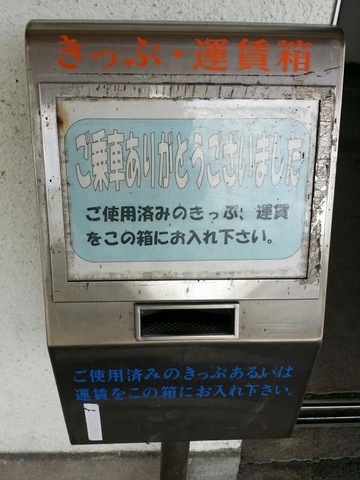 きっぷ・運賃箱
ご乗車ありがとうございました
ご使用済みのきっぷ、運賃
をこの箱にお入れ下さい。
ご使用済みのきっぷあるいは
運賃をこの箱にお入れ下さい。